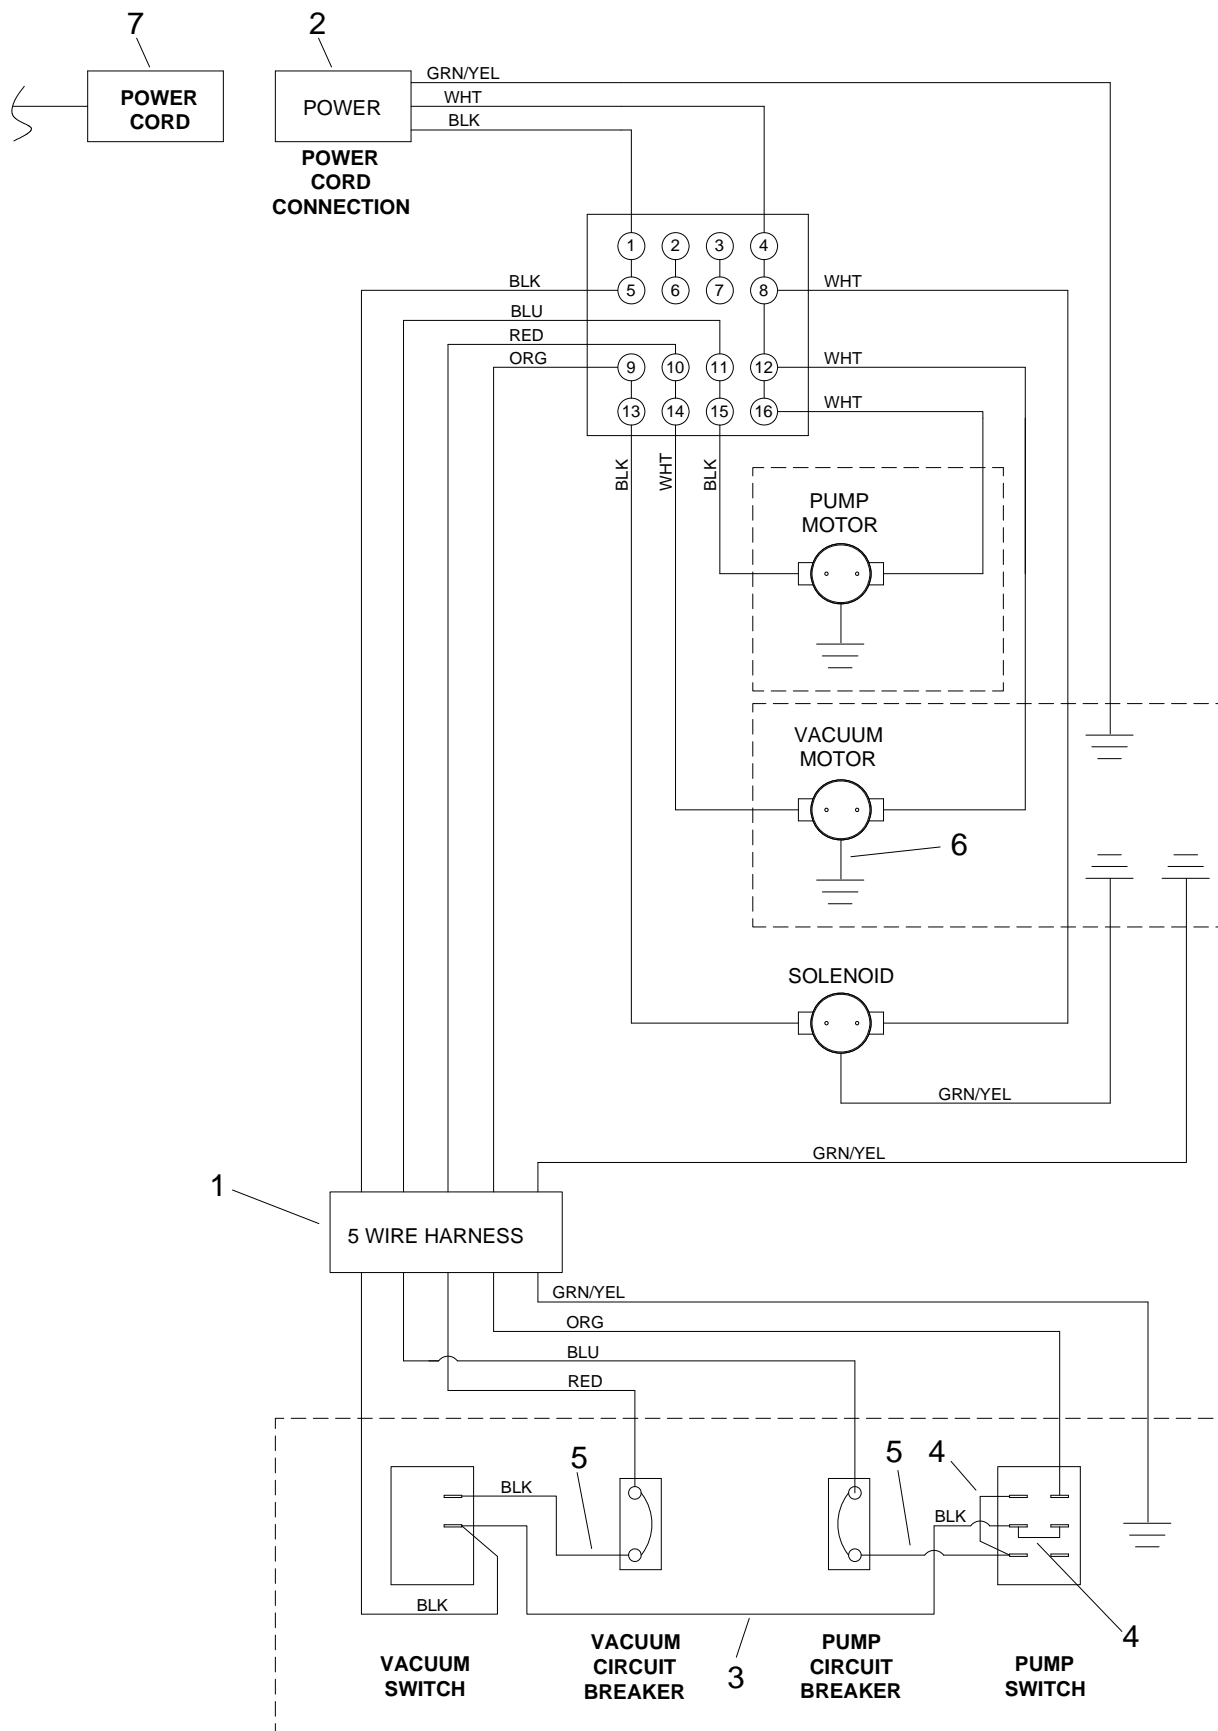 7
2
POWER
CORD
POWER
GRN/YEL
WHT
BLK
POWER
CORD
CONNECTION
1 2 3 4
BLK
5 6 7 8
WHT
BLU
RED
ORG
9 10 11 12
WHT
13 14 15 16
WHT
BLK
WHT
BLK
PUMP
MOTOR
VACUUM
MOTOR
6
SOLENOID
GRN/YEL
GRN/YEL
1
5 WIRE HARNESS
GRN/YEL
ORG
BLU
RED
5
5
4
BLK
BLK
BLK
4
3
VACUUM
SWITCH
VACUUM
CIRCUIT
BREAKER
PUMP
CIRCUIT
BREAKER
PUMP
SWITCH